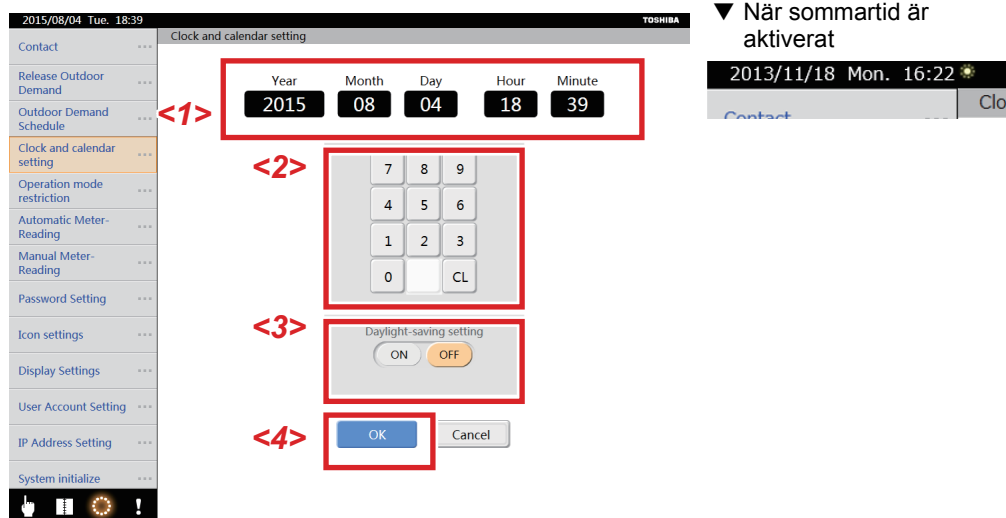 2015/08/04 Tue. 18:39 TOSHIBA
Clock and calendar setting
Contact
Release Outdoor
Demand
Outdoor Demand
Schedule
Clock and calendar
setting
Operation mode
restriction
Automatic Meter-
Reading
Manual Meter-
Reading
Password Setting
Icon settings
Display Settings
User Account Setting
IP Address Setting
System initialize
<1>
Year Month Day Hour Minute
2015 08 04 18 39
<2>
7 8 9
4 5 6
1 2 3
0 CL
<3>
Daylight-saving setting
ON OFF
<4>
OK Cancel
▼ När sommartid är
aktiverat
2013/11/18 Mon. 16:22
Contact
Clo